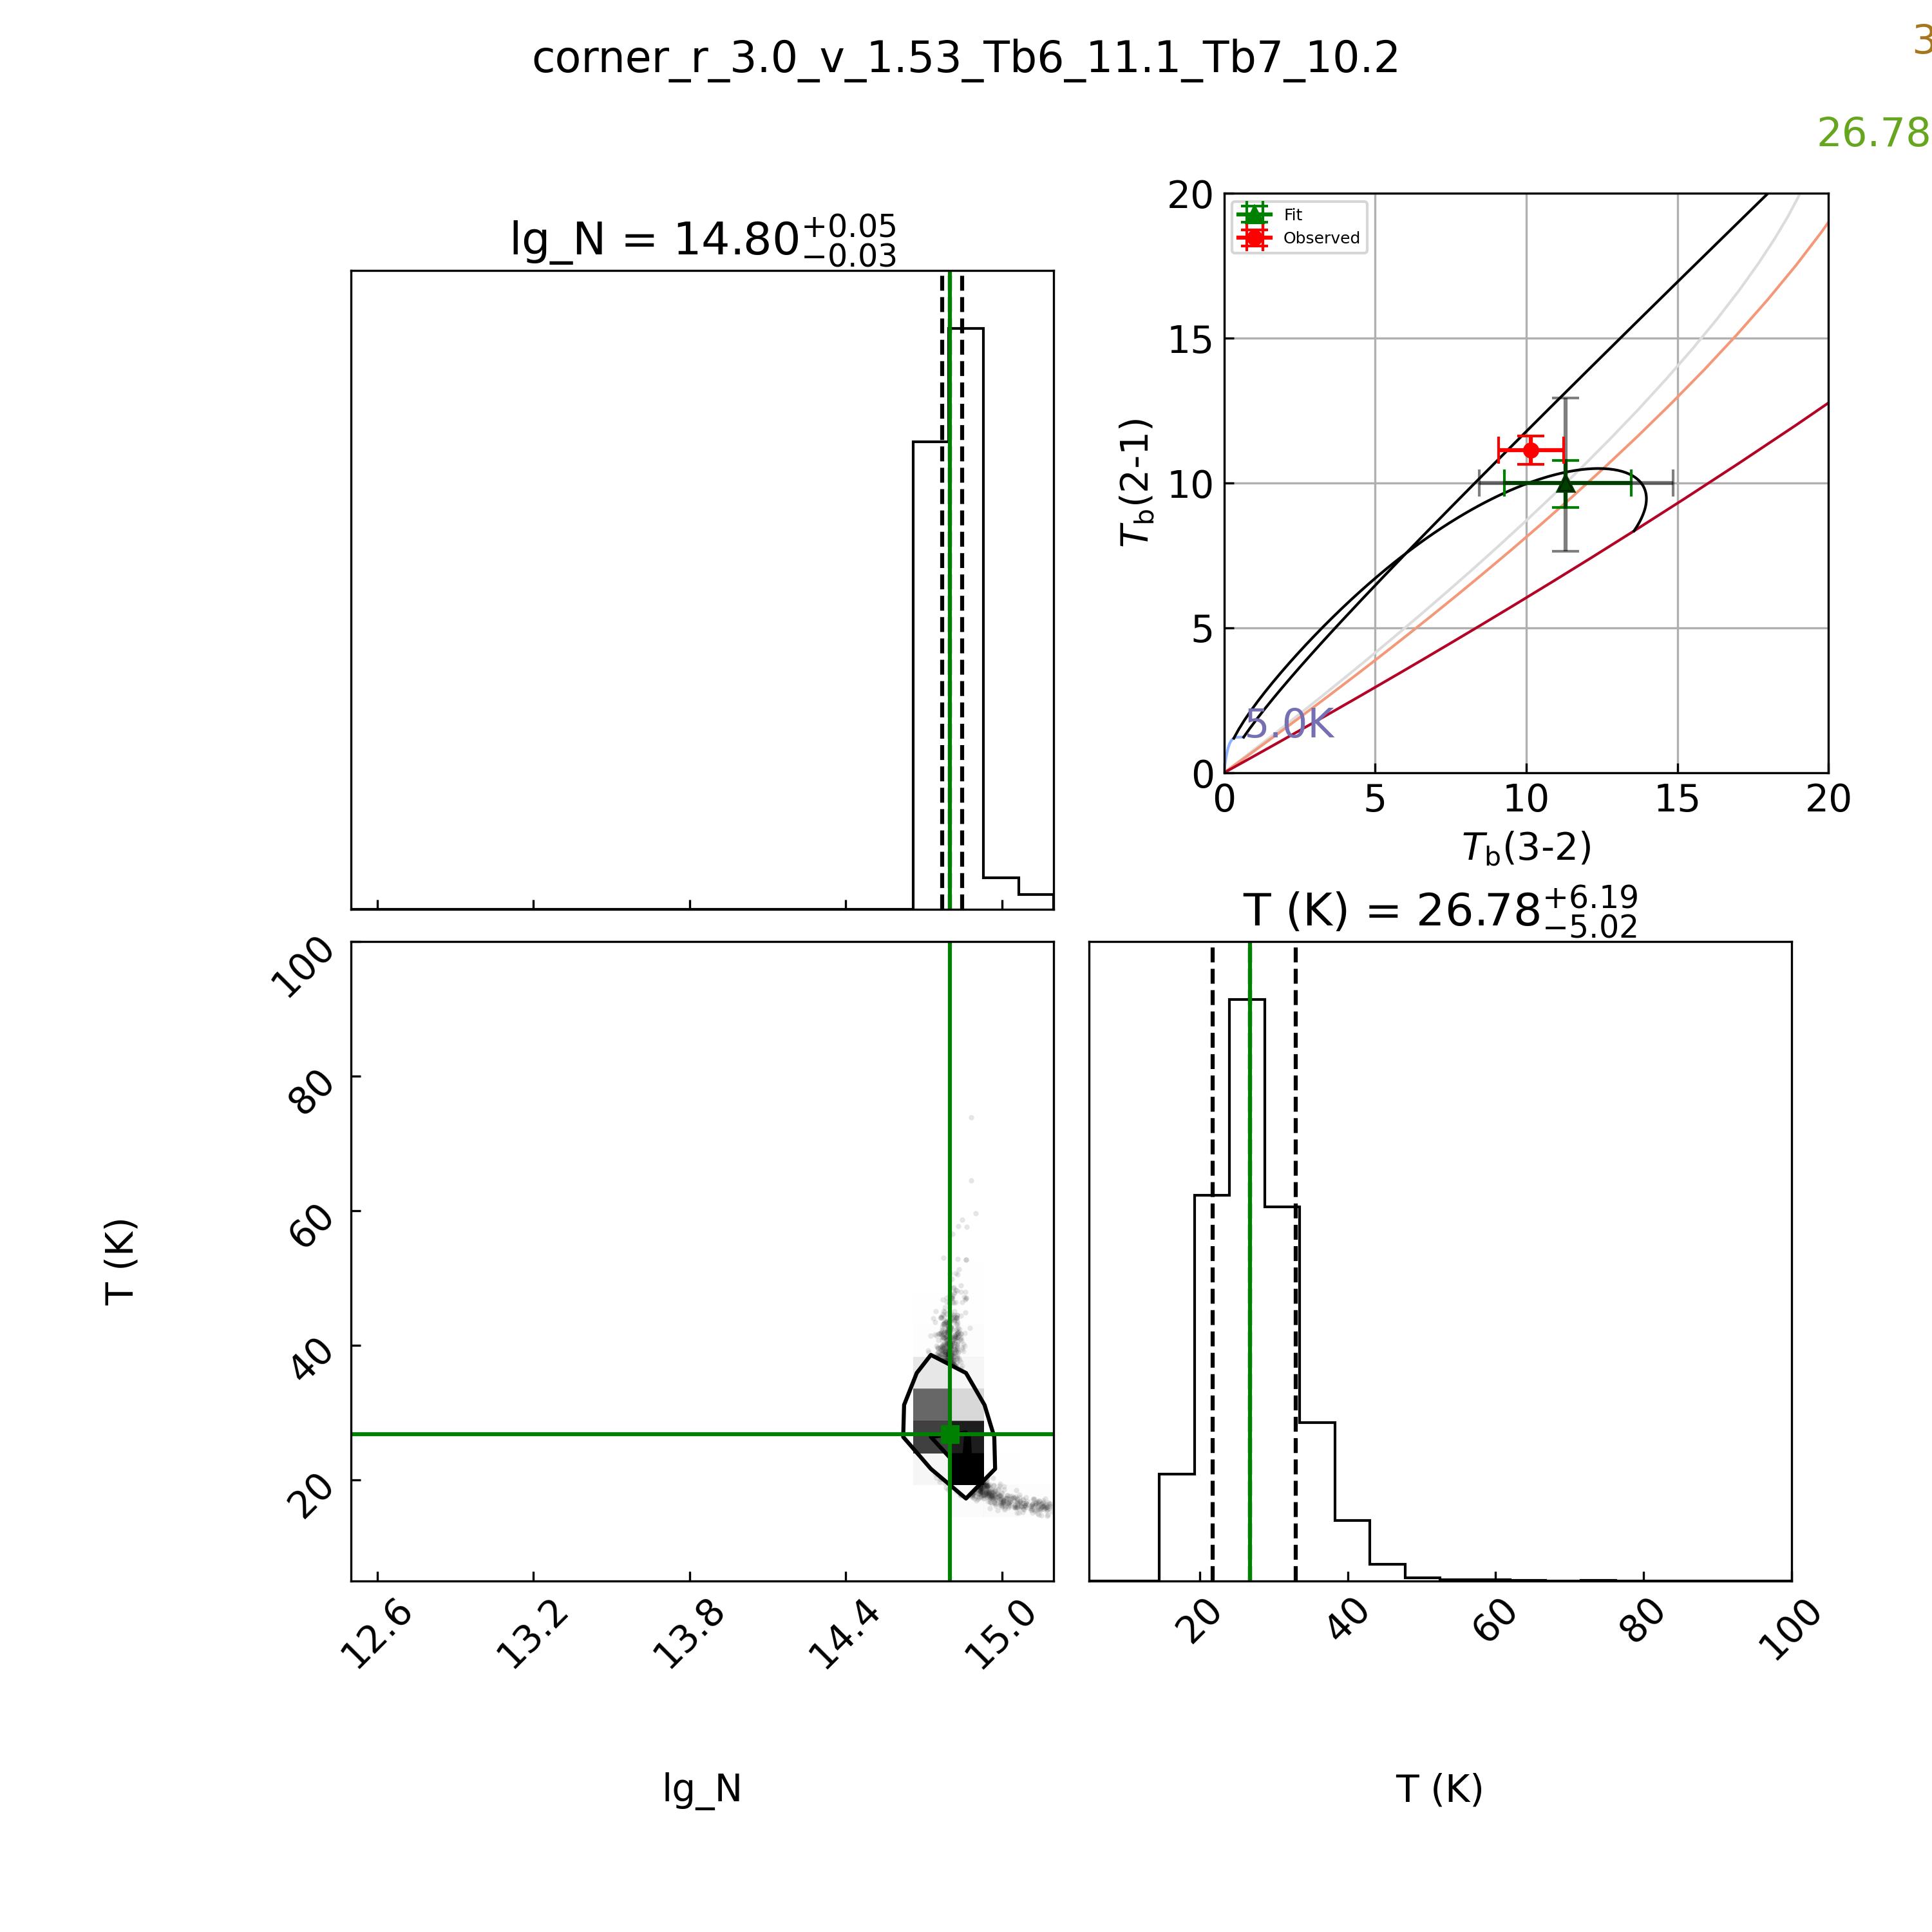 corner_r_3.0_v_1.53_Tb6_11.1_Tb7_10.2
3
26.78
lg_N = 14.80+0.05−0.03
20
15
10
5
0
Tb(2-1)
Fit
Observed
5.0K
0 5 10 15 20
Tb(3-2)
T (K) = 26.78+6.19−5.02
100
80
60
40
20
T (K)
12.6 13.2 13.8 14.4 15.0
lg_N
20 40 60 80 100
T (K)